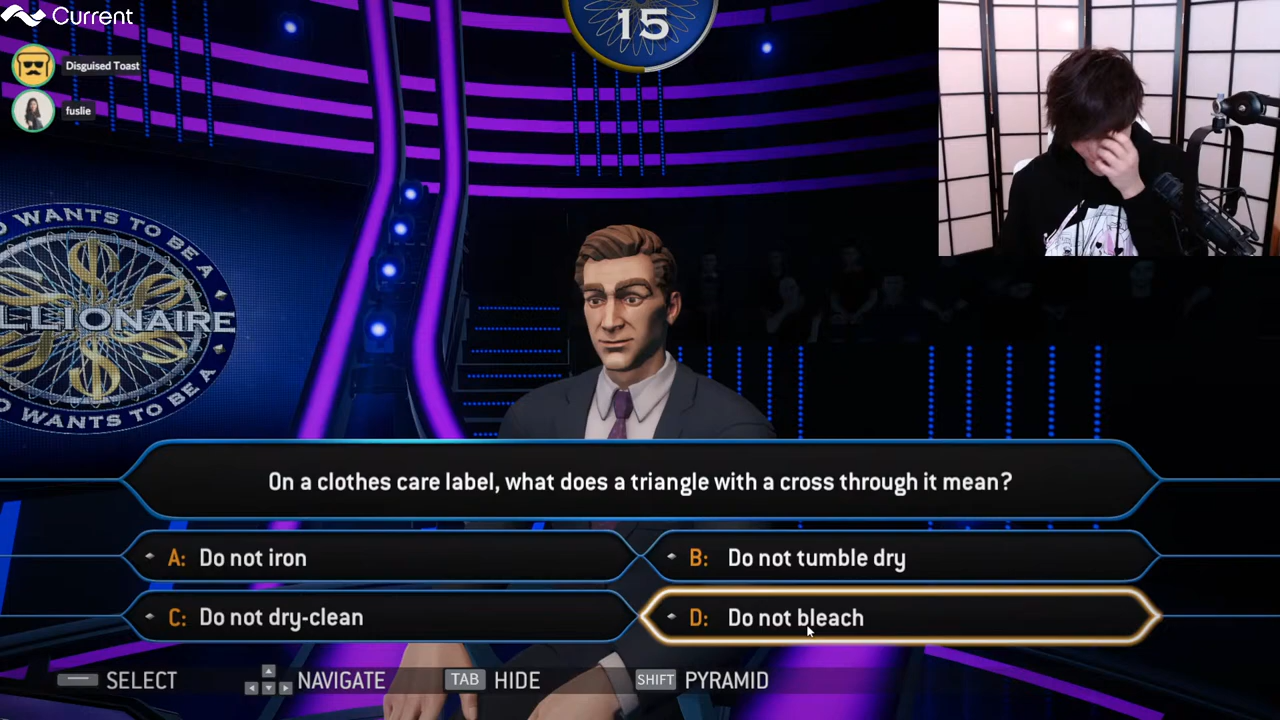 Current
15
Disguised Toast
fuslie
O WANTS TO BE A
LLIONAIRE
O WANTS TO BE A
On a clothes care label, what does a triangle with a cross through it mean?
A: Do not iron
B: Do not tumble dry
C: Do not dry-clean
D: Do not bleach
SELECT
NAVIGATE
TAB HIDE
SHIFT PYRAMID